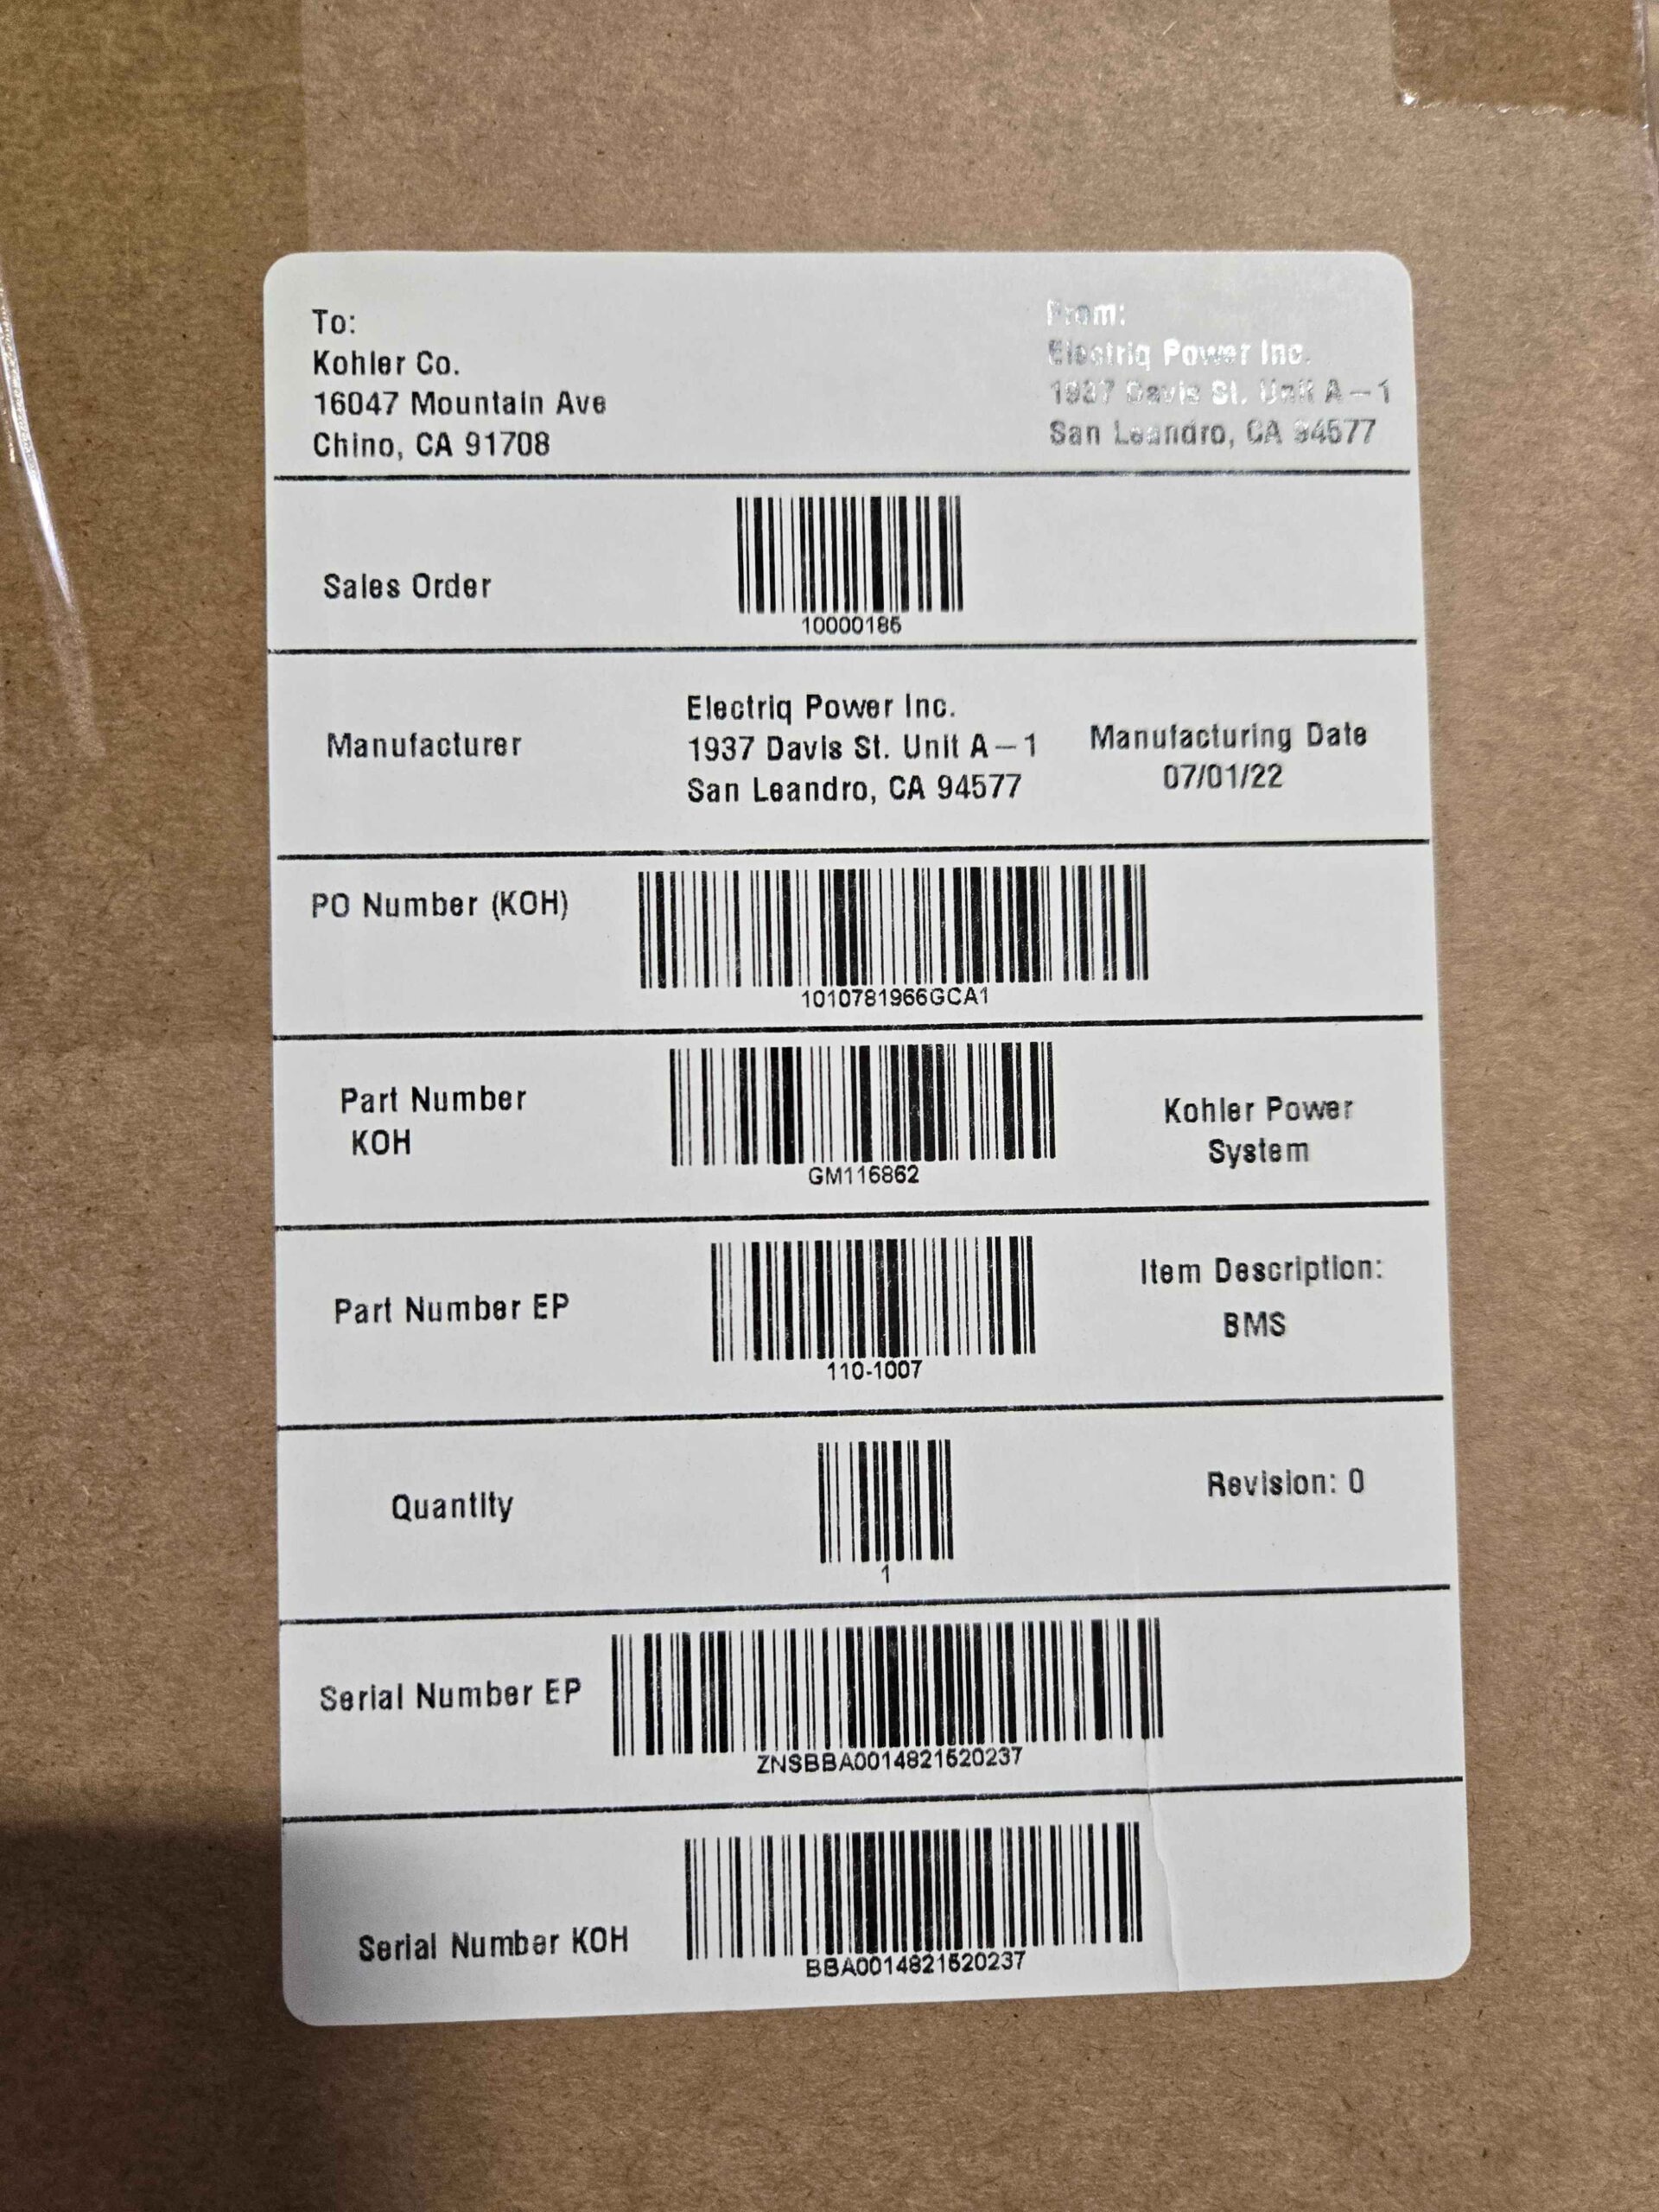 To:
Kohler Co.
16047 Mountain Ave
Chino, CA 91708
From:
Electriq Power Inc.
1937 Davis St. Unit A-1
San Leandro, CA 94577
Sales Order
10000185
Manufacturer
Electriq Power Inc.
1937 Davis St. Unit A-1
San Leandro, CA 94577
Manufacturing Date
07/01/22
PO Number (KOH)
1010781966GCA1
Part Number
KOH
GM116862
Kohler Power
System
Part Number EP
110-1007
Item Description:
BMS
Quantity
1
Revision: 0
Serial Number EP
ZNSBBA0014821520237
Serial Number KOH
BBA0014821520237